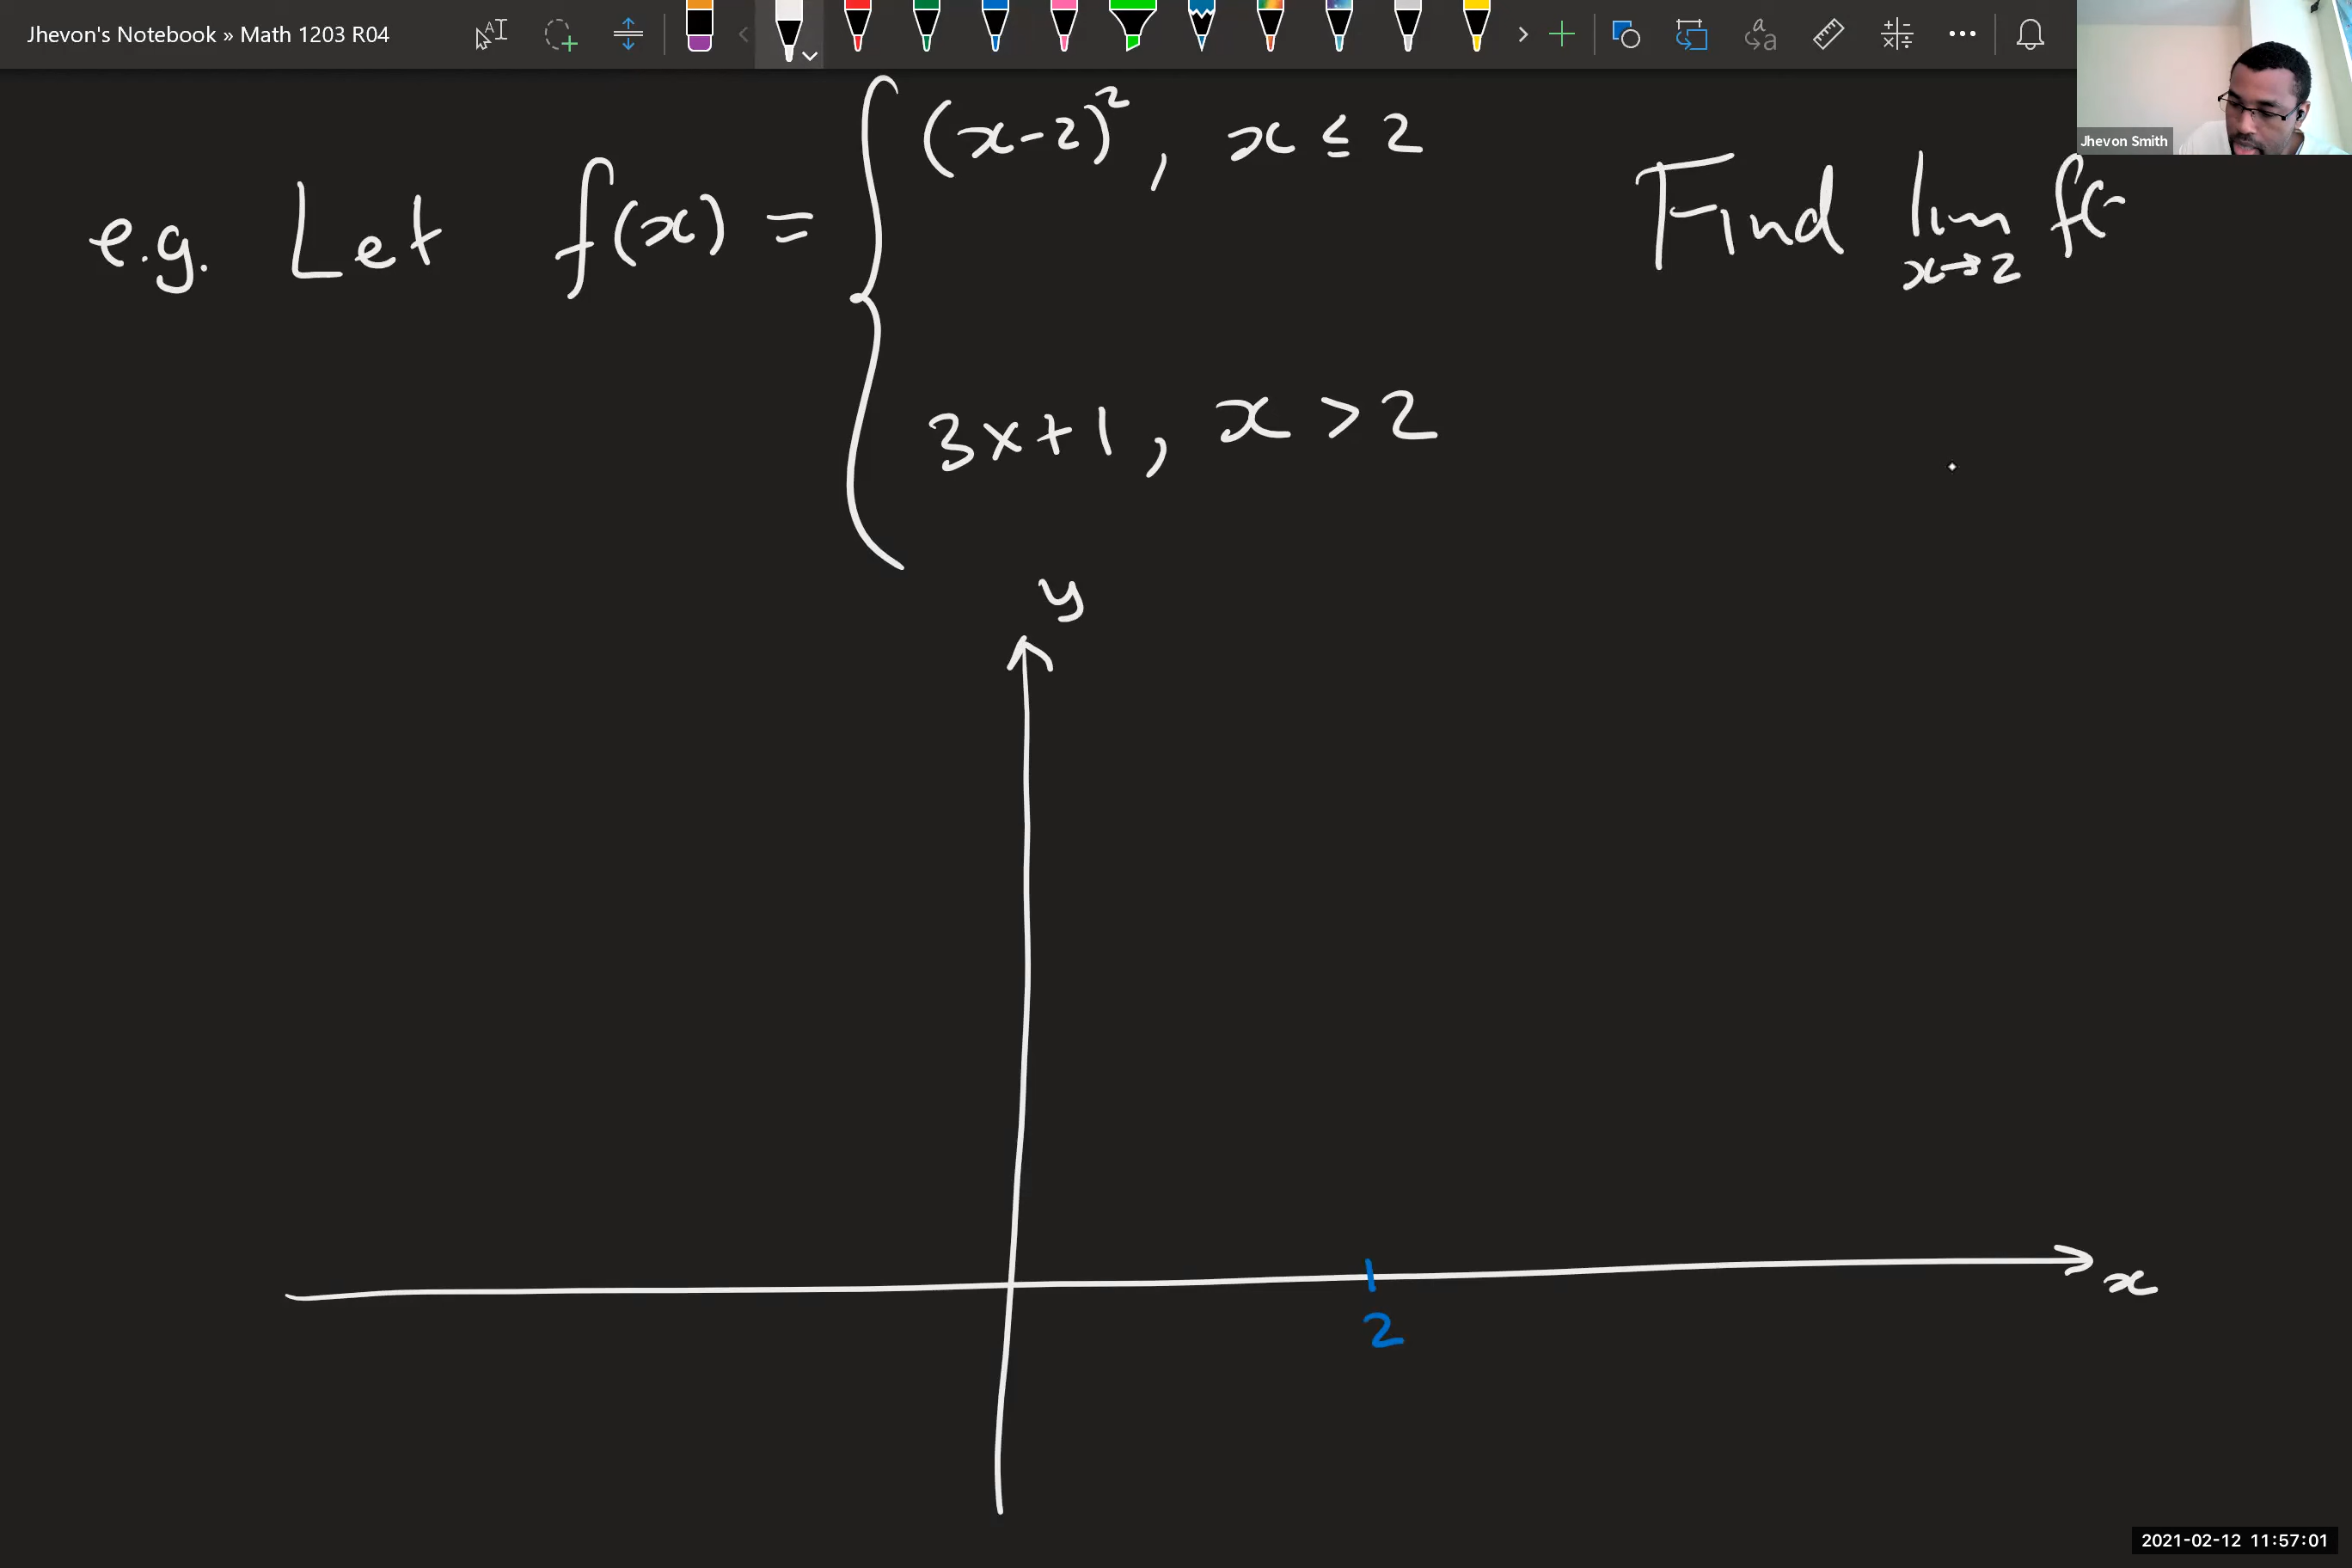 Jhevon's Notebook » Math 1203 R04
Jhevon Smith
(x-2)², x ≤ 2
e.g. Let f(x) = {
Find lim f(
x→2
3x+1, x > 2
y
x
2
2021-02-12 11:57:01